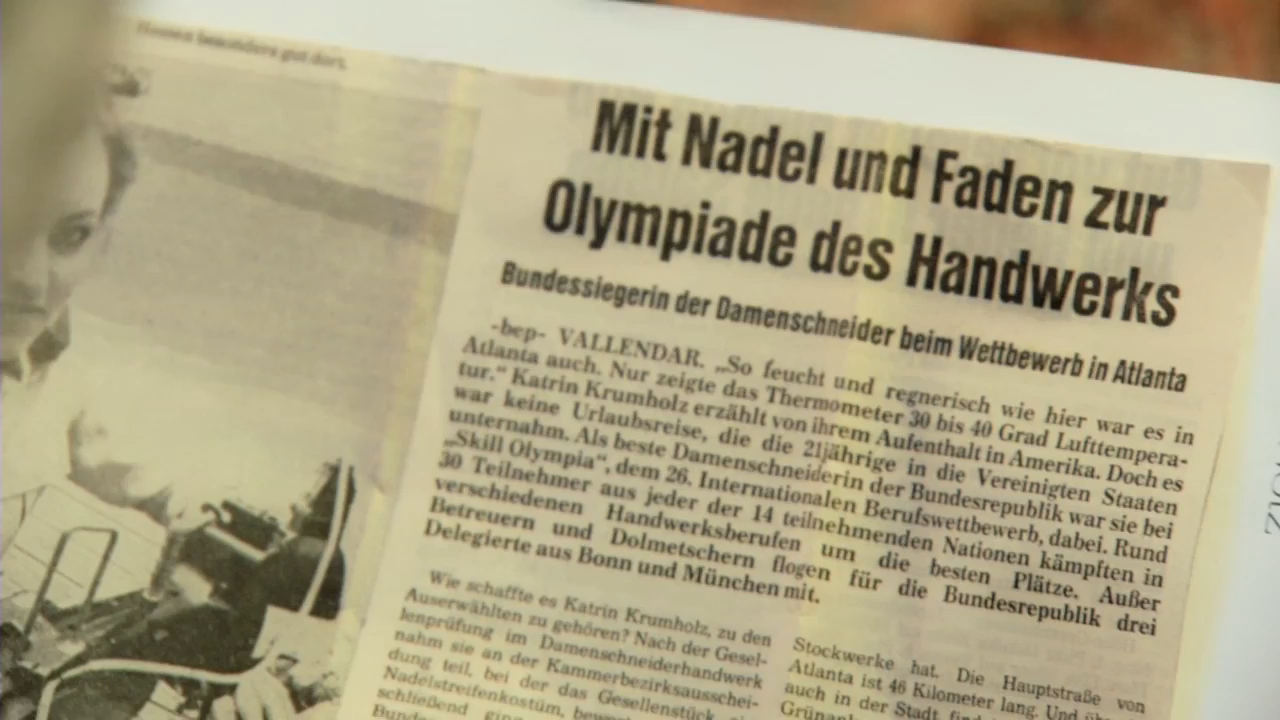 Mit Nadel und Faden zur
Olympiade des Handwerks
Bundessiegerin der Damenschneider beim Wettbewerb in Atlanta
-bep- VALLENDAR. „So feucht und regnerisch wie hier war es in
Atlanta auch. Nur zeigte das Thermometer 30 bis 40 Grad Lufttempera-
tur.“ Katrin Krumholz erzählt von ihrem Aufenthalt in Amerika. Doch es
war keine Urlaubsreise, die die 21jährige in die Vereinigten Staaten
unternahm. Als beste Damenschneiderin der Bundesrepublik war sie bei
„Skill Olympia“, dem 26. Internationalen Berufswettbewerb, dabei. Rund
30 Teilnehmer aus jeder der 14 teilnehmenden Nationen kämpften in
verschiedenen Handwerksberufen um die besten Plätze. Außer
Betreuern und Dolmetschern flogen für die Bundesrepublik drei
Delegierte aus Bonn und München mit.
Wie schaffte es Katrin Krumholz, zu den
Auserwählten zu gehören? Nach der Gesel-
lenprüfung im Damenschneiderhandwerk
nahm sie an der Kammerbezirksausschei-
dung teil, bei der das Gesellenstück
Nadelstreifenkostüm,
schließend ging
Stockwerke hat. Die Hauptstraße von
Atlanta ist 46 Kilometer lang. Und
auch in der Stadt